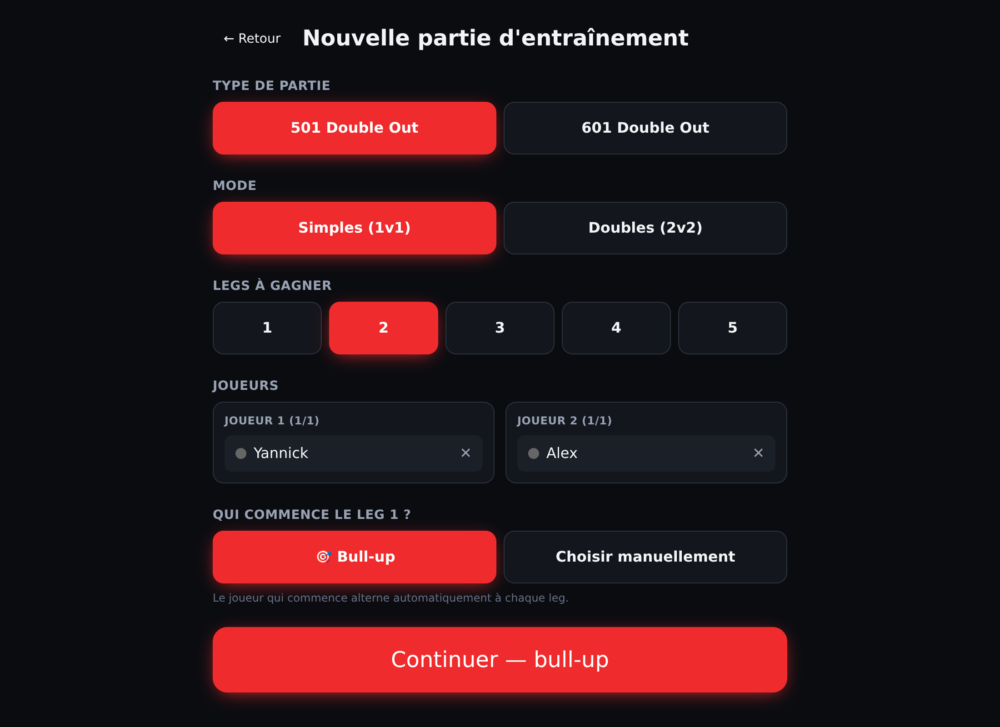 ← Retour Nouvelle partie d'entraînement
TYPE DE PARTIE
501 Double Out 601 Double Out
MODE
Simples (1v1) Doubles (2v2)
LEGS À GAGNER
1 2 3 4 5
JOUEURS
JOUEUR 1 (1/1) JOUEUR 2 (1/1)
Yannick ✕ Alex ✕
QUI COMMENCE LE LEG 1 ?
🎯 Bull-up Choisir manuellement
Le joueur qui commence alterne automatiquement à chaque leg.
Continuer — bull-up